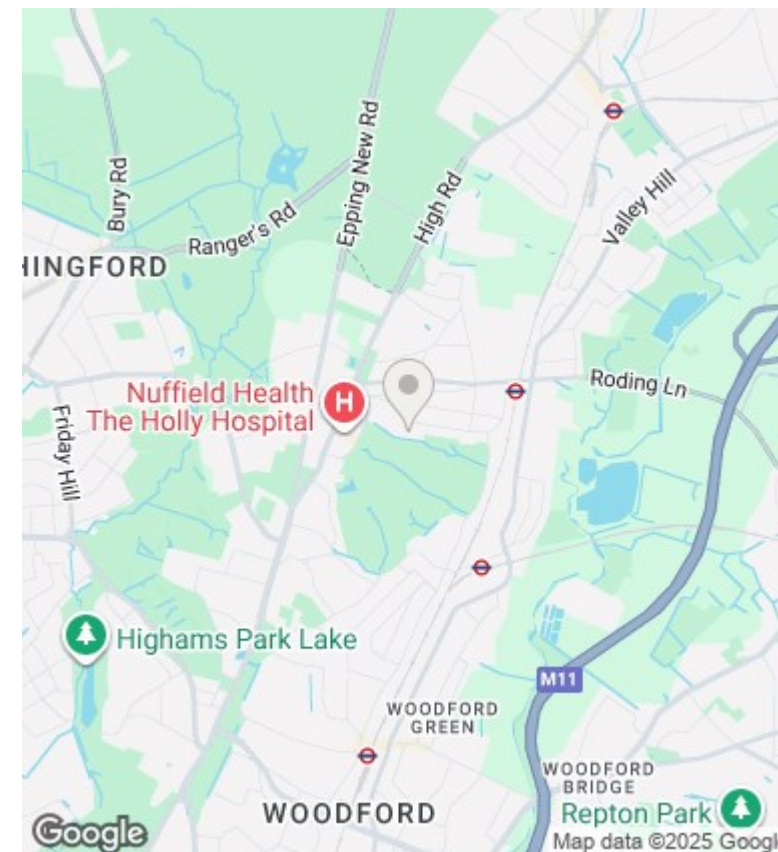 Epping New Rd
Bury Rd
High Rd
Valley Hill
Ranger's Rd
HINGFORD
Nuffield Health
The Holly Hospital
H
Roding Ln
Friday Hill
Highams Park Lake
M11
WOODFORD
GREEN
WOODFORD
BRIDGE
WOODFORD
Repton Park
Google
Map data ©2025 Googl